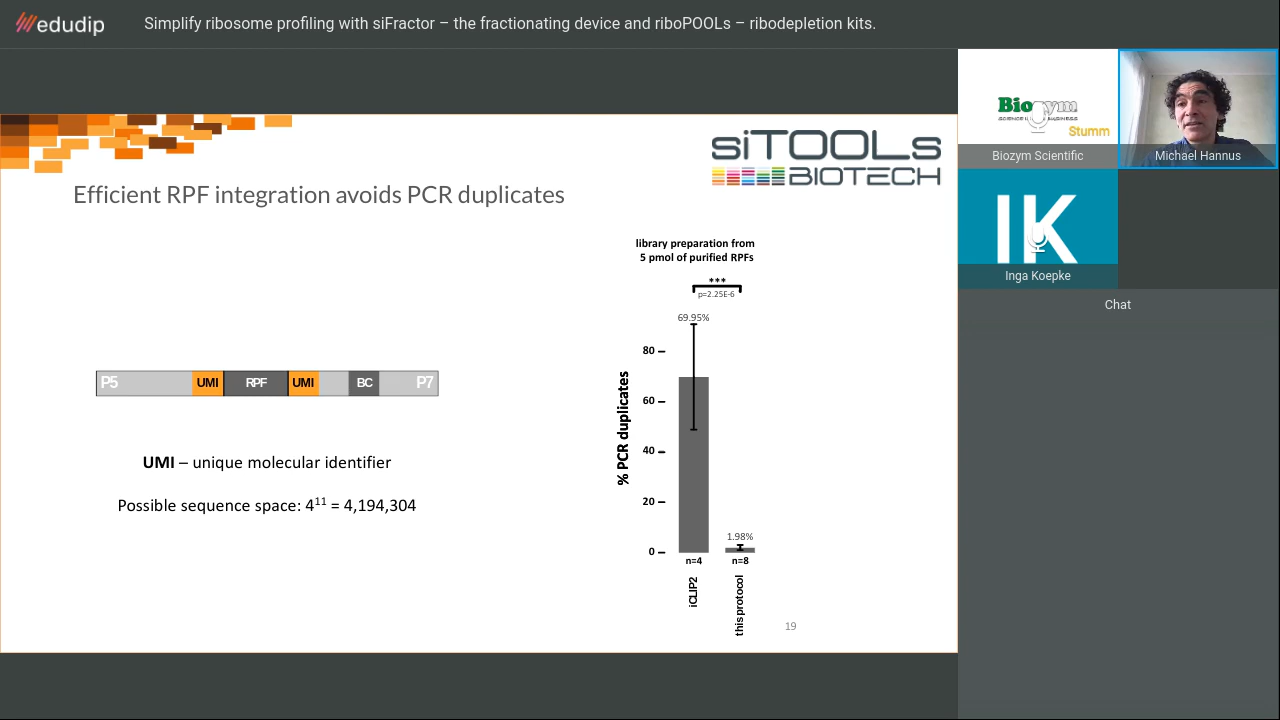 edudip
Simplify ribosome profiling with siFractor – the fractionating device and riboPOOLs – ribodepletion kits.
siTOOLs
BIOTECH
Efficient RPF integration avoids PCR duplicates
library preparation from
5 pmol of purified RPFs
***
p=2.25E-6
69.95%
80
60
40
20
0
% PCR duplicates
1.98%
n=4
n=8
iCLIP2
this protocol
P5
UMI
RPF
UMI
BC
P7
UMI – unique molecular identifier
Possible sequence space: 4¹¹ = 4,194,304
19
Biozym
Stumm
Biozym Scientific
Michael Hannus
IK
Inga Koepke
Chat